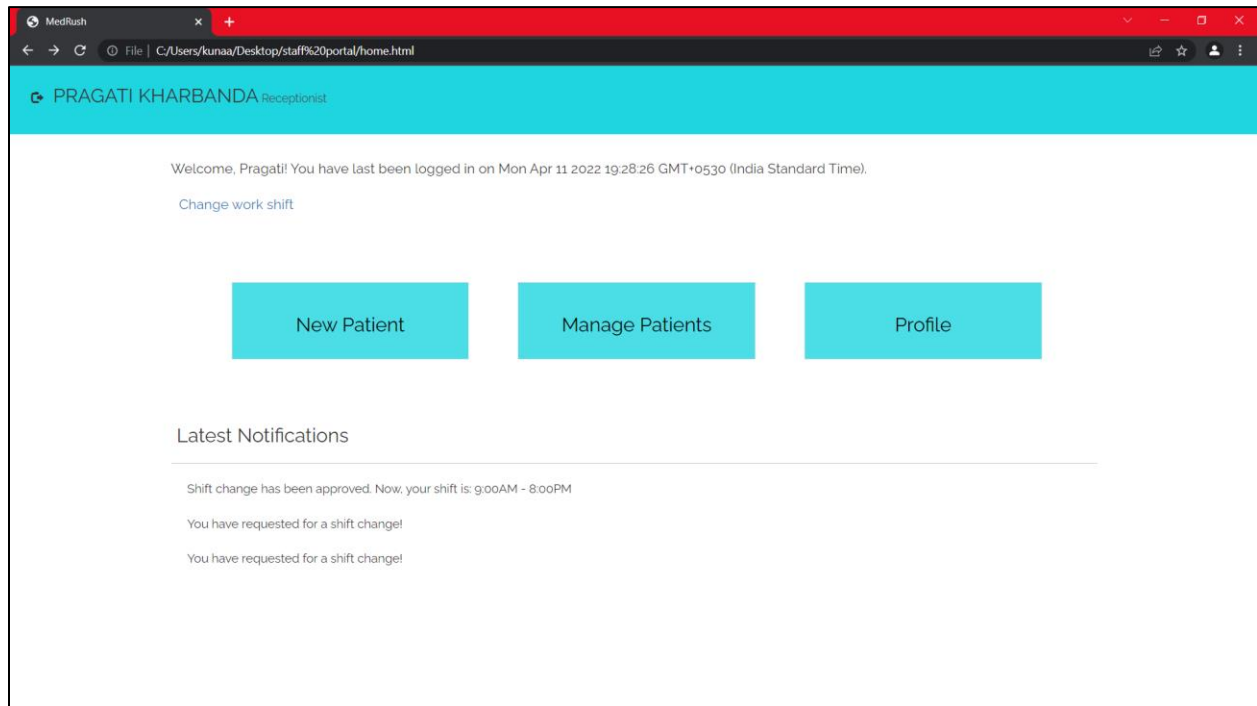 MedRush
File | C:/Users/kunaa/Desktop/staff%20portal/home.html
PRAGATI KHARBANDA Receptionist
Welcome, Pragati! You have last been logged in on Mon Apr 11 2022 19:28:26 GMT+0530 (India Standard Time).
Change work shift
New Patient Manage Patients Profile
Latest Notifications
Shift change has been approved. Now, your shift is: 9:00AM - 8:00PM
You have requested for a shift change!
You have requested for a shift change!